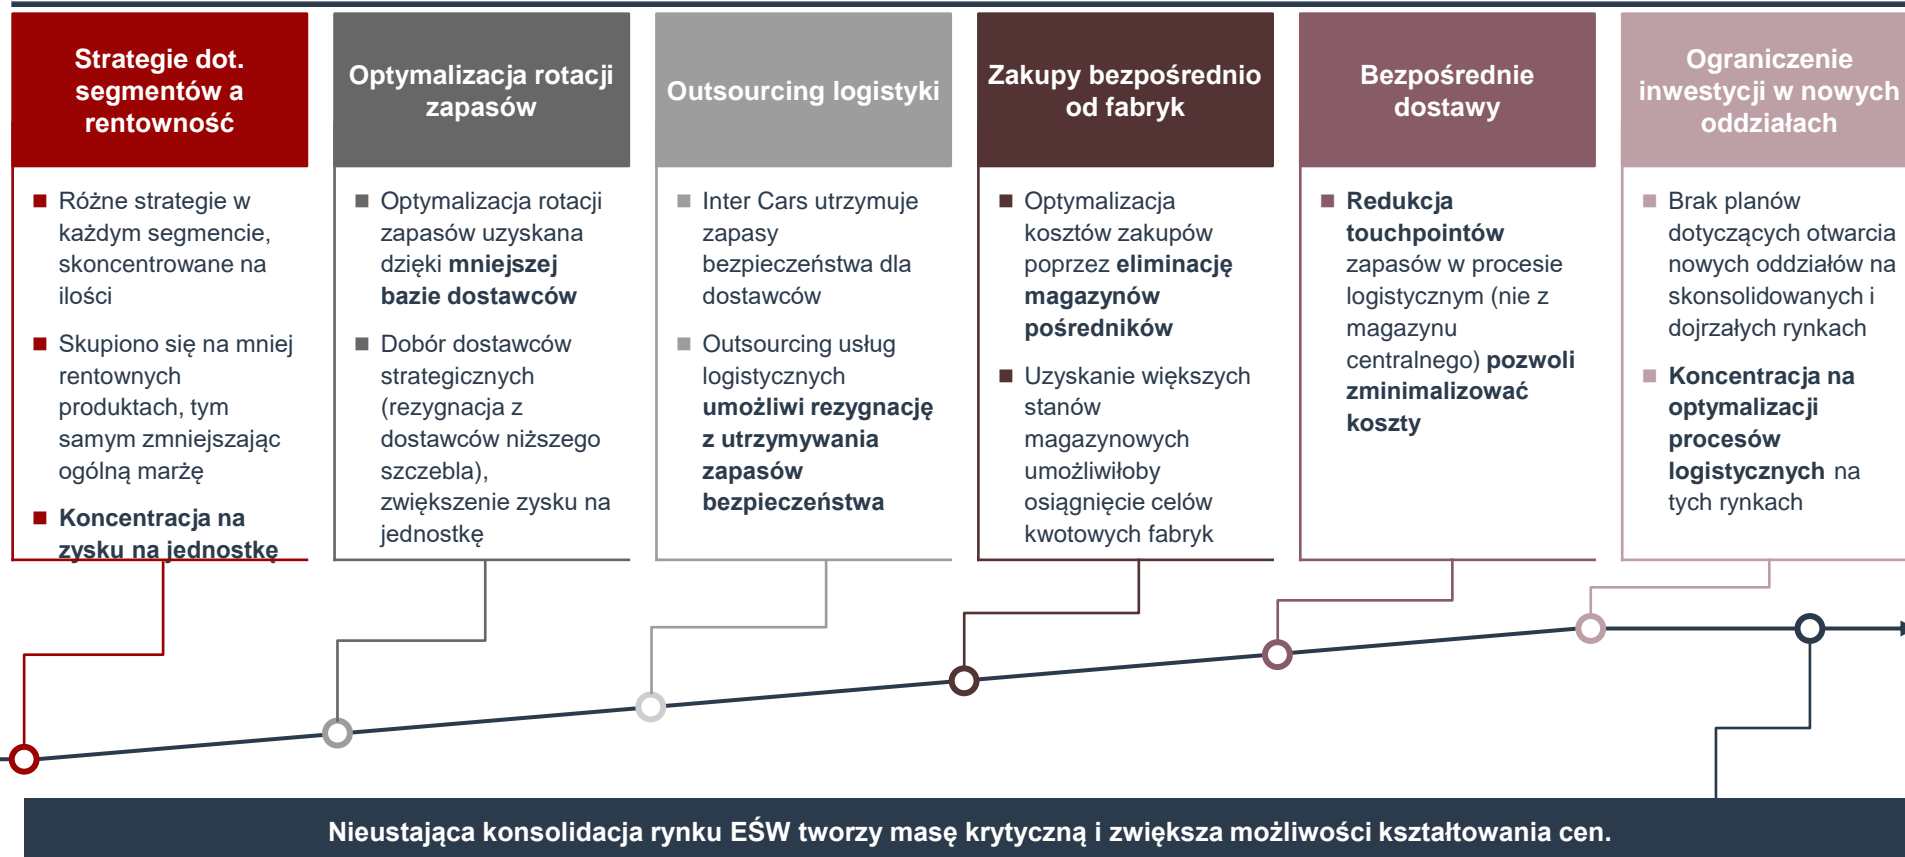 Strategie dot.
segmentów a
rentowność
Różne strategie w
każdym segmencie,
skoncentrowane na
ilości
Skupiono się na mniej
rentownych
produktach, tym
samym zmniejszając
ogólną marżę
Koncentracja na
zysku na jednostkę
Optymalizacja rotacji
zapasów
Optymalizacja rotacji
zapasów uzyskana
dzięki mniejszej
bazie dostawców
Dobór dostawców
strategicznych
(rezygnacja z
dostawców niższego
szczebla),
zwiększenie zysku na
jednostkę
Outsourcing logistyki
Inter Cars utrzymuje
zapasy
bezpieczeństwa dla
dostawców
Outsourcing usług
logistycznych
umożliwi rezygnację
z utrzymywania
zapasów
bezpieczeństwa
Zakupy bezpośrednio
od fabryk
Optymalizacja
kosztów zakupów
poprzez eliminację
magazynów
pośredników
Uzyskanie większych
stanów
magazynowych
umożliwiłoby
osiągnięcie celów
kwotowych fabryk
Bezpośrednie
dostawy
Redukcja
touchpointów
zapasów w procesie
logistycznym (nie z
magazynu
centralnego) pozwoli
zminimalizować
koszty
Ograniczenie
inwestycji w nowych
oddziałach
Brak planów
dotyczących otwarcia
nowych oddziałów na
skonsolidowanych i
dojrzałych rynkach
Koncentracja na
optymalizacji
procesów
logistycznych na
tych rynkach
Nieustająca konsolidacja rynku EŚW tworzy masę krytyczną i zwiększa możliwości kształtowania cen.